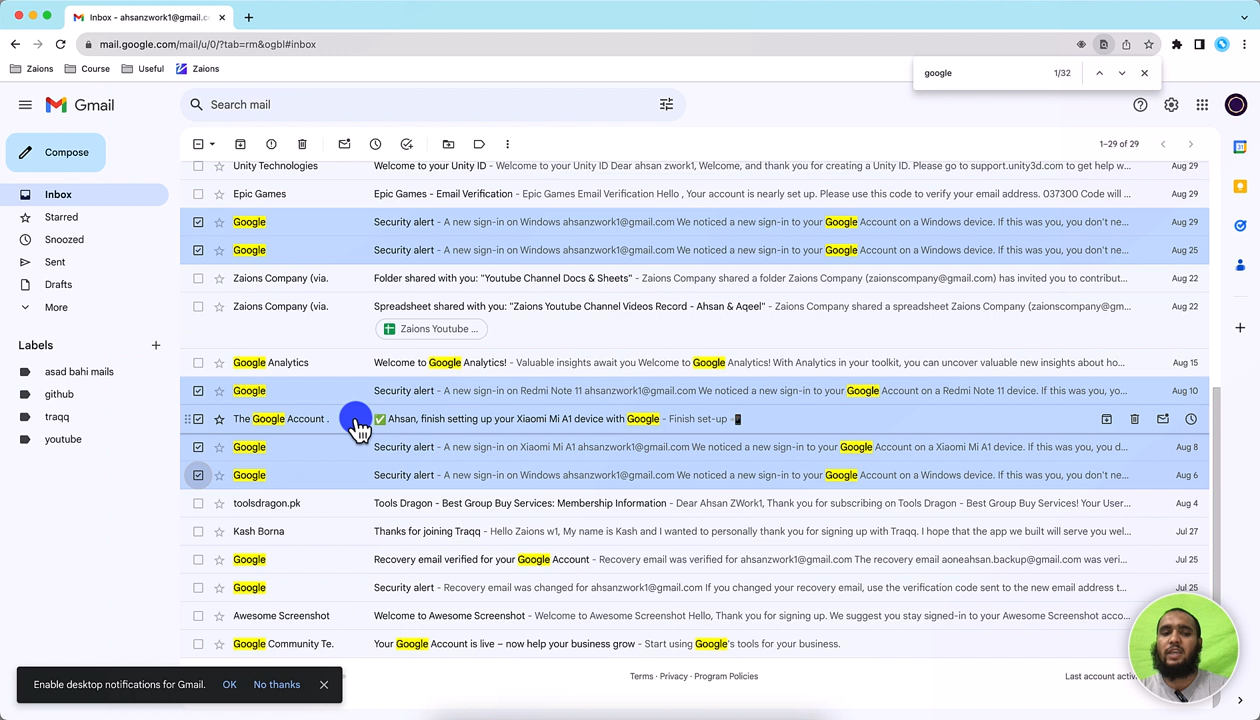 Inbox - ahsanzwork1@gmail.c
mail.google.com/mail/u/0/?tab=rm&ogbl#inbox
Zaions Course Useful Zaions
google 1/32
Gmail
Search mail
Compose
1–29 of 29
Inbox
Starred
Snoozed
Sent
Drafts
More
Labels
asad bahi mails
github
traqq
youtube
Unity Technologies Welcome to your Unity ID - Welcome to your Unity ID Dear ahsan zwork1, Welcome, and thank you for creating a Unity ID. Please go to support.unity3d.com to get help w... Aug 29
Epic Games Epic Games - Email Verification - Epic Games Email Verification Hello , Your account is nearly set up. Please use this code to verify your email address. 037300 Code will ... Aug 29
Google Security alert - A new sign-in on Windows ahsanzwork1@gmail.com We noticed a new sign-in to your Google Account on a Windows device. If this was you, you don't ne... Aug 29
Google Security alert - A new sign-in on Windows ahsanzwork1@gmail.com We noticed a new sign-in to your Google Account on a Windows device. If this was you, you don't ne... Aug 25
Zaions Company (via. Folder shared with you: "Youtube Channel Docs & Sheets" - Zaions Company shared a folder Zaions Company (zaionscompany@gmail.com) has invited you to contribut... Aug 22
Zaions Company (via. Spreadsheet shared with you: "Zaions Youtube Channel Videos Record - Ahsan & Aqeel" - Zaions Company shared a spreadsheet Zaions Company (zaionscompany@gm... Aug 22
Zaions Youtube ...
Google Analytics Welcome to Google Analytics! - Valuable insights await you Welcome to Google Analytics! With Analytics in your toolkit, you can uncover valuable new insights about ho... Aug 15
Google Security alert - A new sign-in on Redmi Note 11 ahsanzwork1@gmail.com We noticed a new sign-in to your Google Account on a Redmi Note 11 device. If this was you, yo... Aug 10
The Google Account . ✅ Ahsan, finish setting up your Xiaomi Mi A1 device with Google - Finish set-up 📲
Google Security alert - A new sign-in on Xiaomi Mi A1 ahsanzwork1@gmail.com We noticed a new sign-in to your Google Account on a Xiaomi Mi A1 device. If this was you, you d... Aug 8
Google Security alert - A new sign-in on Windows ahsanzwork1@gmail.com We noticed a new sign-in to your Google Account on a Windows device. If this was you, you don't ne... Aug 6
toolsdragon.pk Tools Dragon - Best Group Buy Services: Membership Information - Dear Ahsan ZWork1, Thank you for subscribing on Tools Dragon - Best Group Buy Services! Your User... Aug 4
Kash Borna Thanks for joining Traqq - Hello Zaions w1, My name is Kash and I wanted to personally thank you for signing up with Traqq. I hope that the app we built will serve you wel... Jul 27
Google Recovery email verified for your Google Account - Recovery email was verified for ahsanzwork1@gmail.com The recovery email aoneahsan.backup@gmail.com was veri... Jul 25
Google Security alert - Recovery email was changed for ahsanzwork1@gmail.com If you changed your recovery email, use the verification code sent to the new email address t... Jul 25
Awesome Screenshot Welcome to Awesome Screenshot - Welcome to Awesome Screenshot Hello, Thank you for signing up. We suggest you stay signed-in to your Awesome Screenshot acco...
Google Community Te. Your Google Account is live – now help your business grow - Start using Google's tools for your business.
Terms · Privacy · Program Policies
Last account activ
Enable desktop notifications for Gmail. OK No thanks